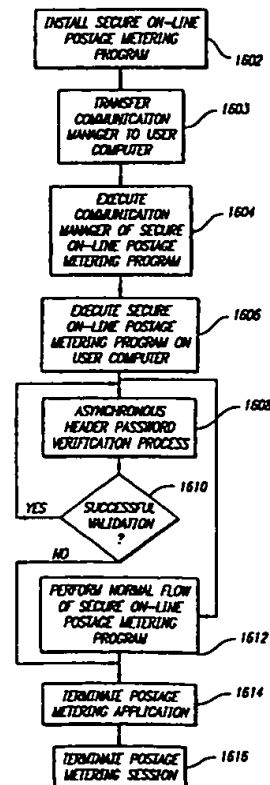 INSTALL SECURE ON-LINE
POSTAGE METERING
PROGRAM
1602
TRANSFER
COMMUNICATION
MANAGER TO USER
COMPUTER
1603
EXECUTE
COMMUNICATION
MANAGER OF SECURE
ON-LINE POSTAGE
METERING PROGRAM
1604
EXECUTE SECURE
ON-LINE POSTAGE
METERING PROGRAM ON
USER COMPUTER
1606
ASYNCHRONOUS
HEADER PASSWORD
VERIFICATION PROCESS
1608
SUCCESSFUL
VALIDATION
?
1610
YES
NO
PERFORM NORMAL FLOW
OF SECURE ON-LINE
POSTAGE METERING
PROGRAM
1612
TERMINATE POSTAGE
METERING APPLICATION
1614
TERMINATE POSTAGE
METERING SESSION
1616